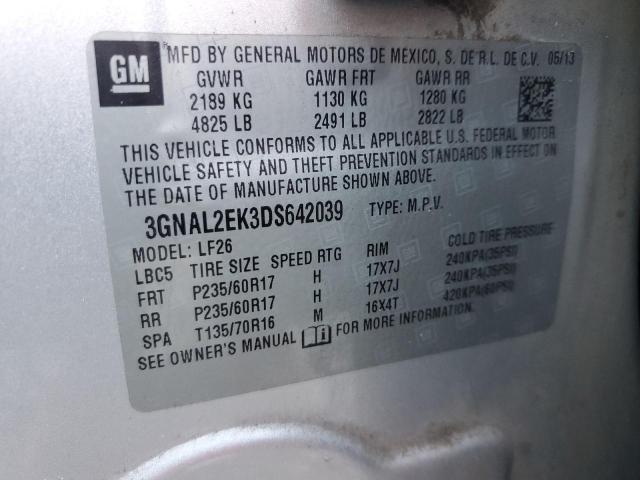 GM
MFD BY GENERAL MOTORS DE MEXICO, S. DE R.L. DE C.V. 05/13
GVWR GAWR FRT GAWR RR
2189 KG 1130 KG 1280 KG
4825 LB 2491 LB 2822 LB
THIS VEHICLE CONFORMS TO ALL APPLICABLE U.S. FEDERAL MOTOR
VEHICLE SAFETY AND THEFT PREVENTION STANDARDS IN EFFECT ON
THE DATE OF MANUFACTURE SHOWN ABOVE.
3GNAL2EK3DS642039 TYPE: M.P.V.
MODEL: LF26
LBC5 TIRE SIZE SPEED RTG RIM COLD TIRE PRESSURE
FRT P235/60R17 H 17X7J 240KPA(35PSI)
RR P235/60R17 H 17X7J 240KPA(35PSI)
SPA T135/70R16 M 16X4T 420KPA(60PSI)
SEE OWNER'S MANUAL FOR MORE INFORMATION.